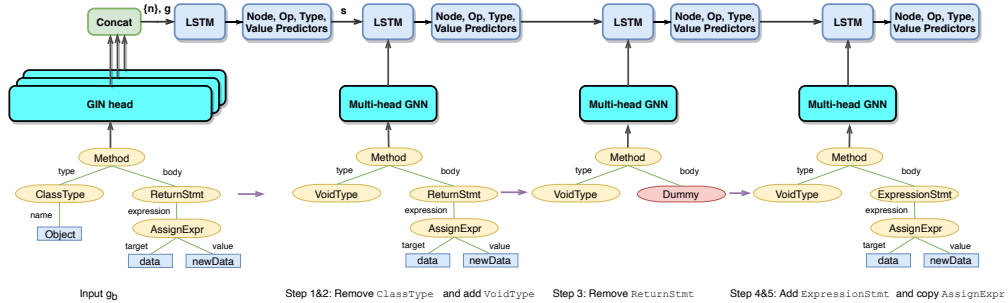 Concat
{n}, g
LSTM
Node, Op, Type,
Value Predictors
s
LSTM
Node, Op, Type,
Value Predictors
LSTM
Node, Op, Type,
Value Predictors
LSTM
Node, Op, Type,
Value Predictors
GIN head
Multi-head GNN
Multi-head GNN
Multi-head GNN
Method
type
body
ClassType
ReturnStmt
name
expression
Object
AssignExpr
target
value
data
newData
Method
type
body
VoidType
ReturnStmt
expression
AssignExpr
target
value
data
newData
Method
type
body
VoidType
Dummy
Method
type
body
VoidType
ExpressionStmt
expression
AssignExpr
target
value
data
newData
Input gb
Step 1&2: Remove ClassType and add VoidType
Step 3: Remove ReturnStmt
Step 4&5: Add ExpressionStmt and copy AssignExpr